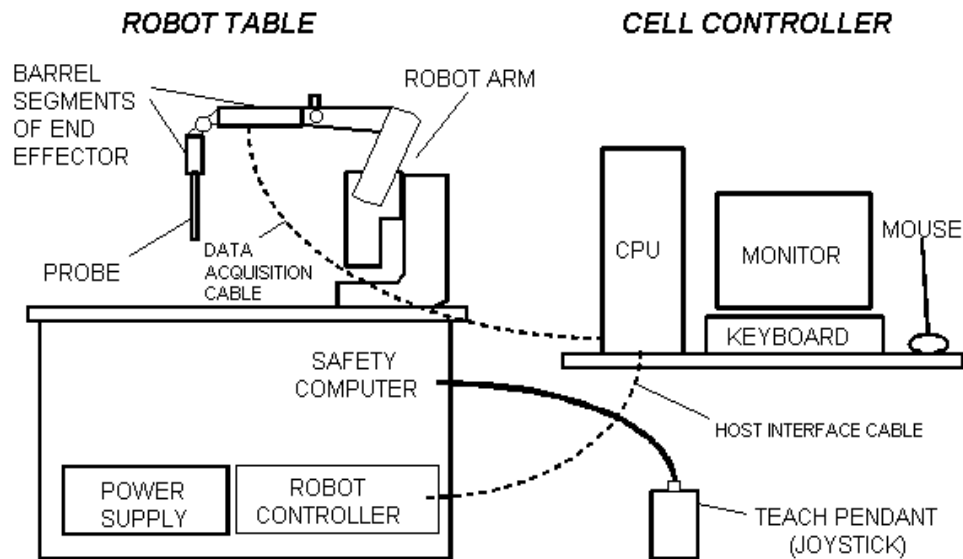 ROBOT TABLE
CELL CONTROLLER
BARREL
SEGMENTS
OF END
EFFECTOR
ROBOT ARM
PROBE
DATA
ACQUISITION
CABLE
CPU
MONITOR
MOUSE
KEYBOARD
SAFETY
COMPUTER
HOST INTERFACE CABLE
POWER
SUPPLY
ROBOT
CONTROLLER
TEACH PENDANT
(JOYSTICK)